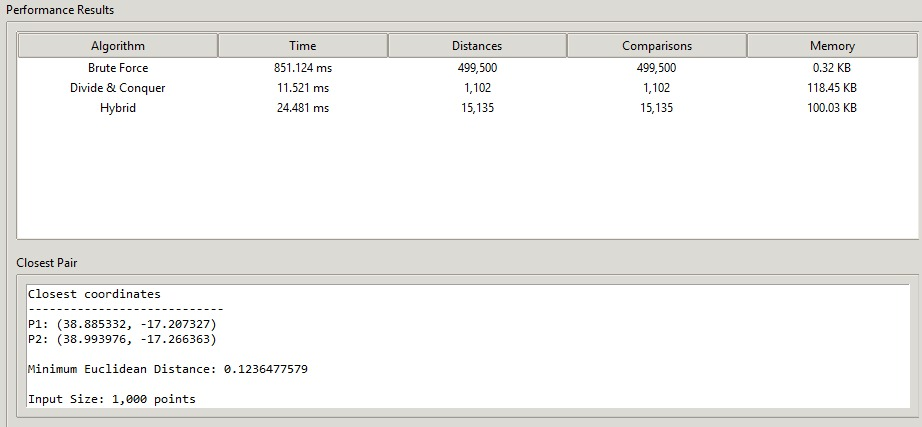 Performance Results
Algorithm Time Distances Comparisons Memory
Brute Force 851.124 ms 499,500 499,500 0.32 KB
Divide & Conquer 11.521 ms 1,102 1,102 118.45 KB
Hybrid 24.481 ms 15,135 15,135 100.03 KB
Closest Pair
Closest coordinates
----------------------------
P1: (38.885332, -17.207327)
P2: (38.993976, -17.266363)
Minimum Euclidean Distance: 0.1236477579
Input Size: 1,000 points